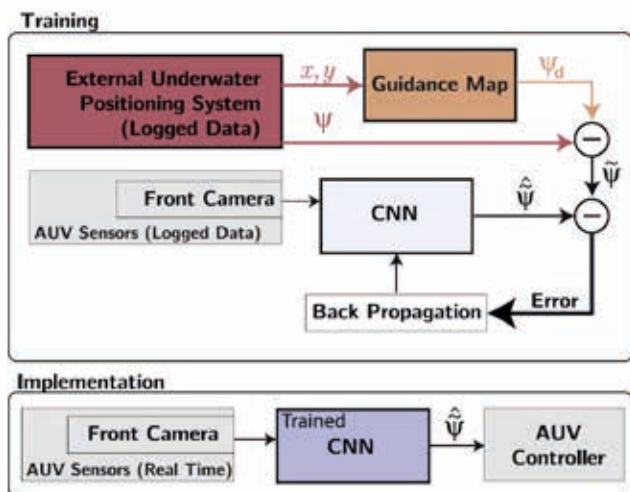 Training
External Underwater
Positioning System
(Logged Data)
x, y
Guidance Map
Ψd
Ψ
−
Ψ̃
Front Camera
AUV Sensors (Logged Data)
CNN
Ψ̃̂
−
Back Propagation
Error
Implementation
Front Camera
AUV Sensors (Real Time)
Trained
CNN
Ψ̃̂
AUV
Controller